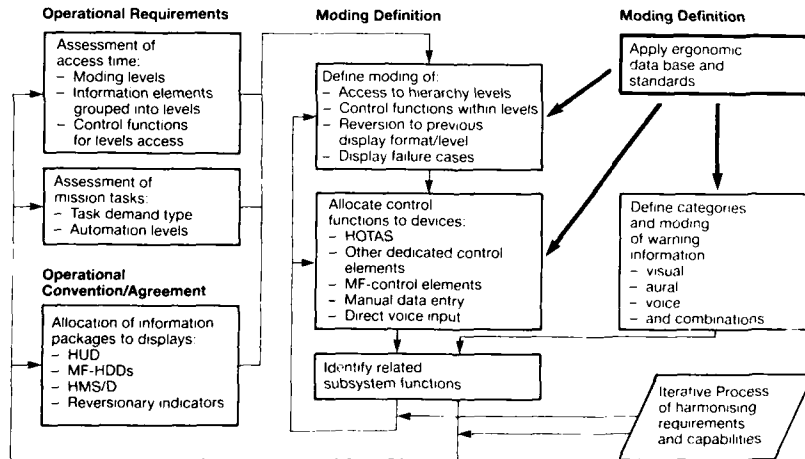 Operational Requirements
Assessment of
access time:
– Moding levels
– Information elements
grouped into levels
– Control functions
for levels access
Assessment of
mission tasks:
– Task demand type
– Automation levels
Operational
Convention/Agreement
Allocation of information
packages to displays:
– HUD
– MF-HDDs
– HMS/D
– Reversionary indicators
Moding Definition
Define moding of:
– Access to hierarchy levels
– Control functions within levels
– Reversion to previous
display format/level
– Display failure cases
Allocate control
functions to devices:
– HOTAS
– Other dedicated control
elements
– MF-control elements
– Manual data entry
– Direct voice input
Identify related
subsystem functions
Moding Definition
Apply ergonomic
data base and
standards
Define categories
and moding
of warning
information
– visual
– aural
– voice
– and combinations
Iterative Process
of harmonising
requirements
and capabilities